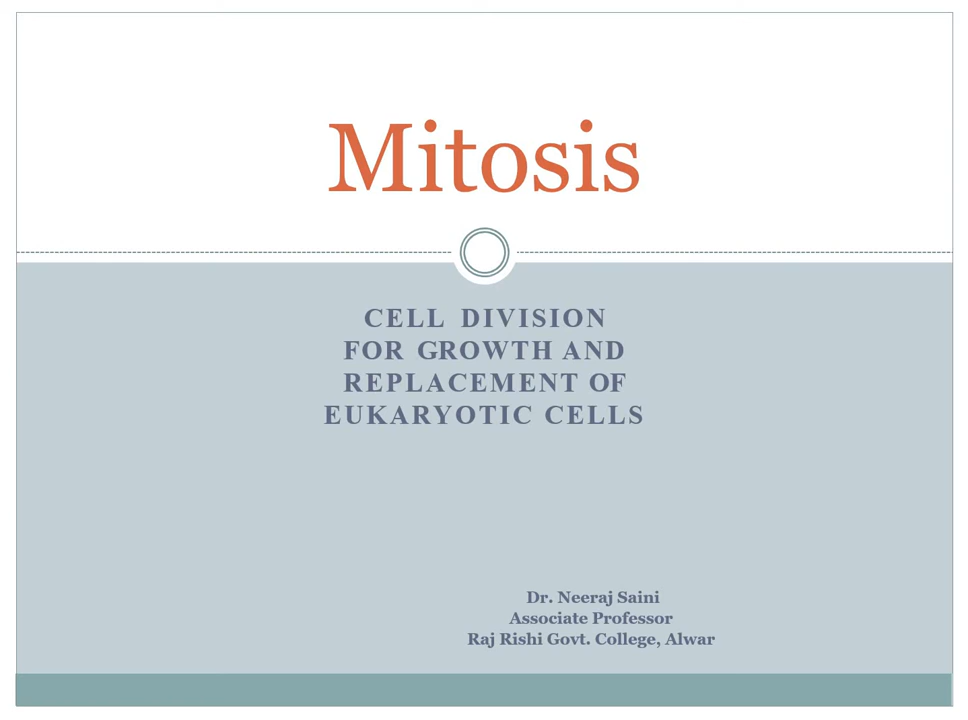 Mitosis
CELL DIVISION
FOR GROWTH AND
REPLACEMENT OF
EUKARYOTIC CELLS
Dr. Neeraj Saini
Associate Professor
Raj Rishi Govt. College, Alwar